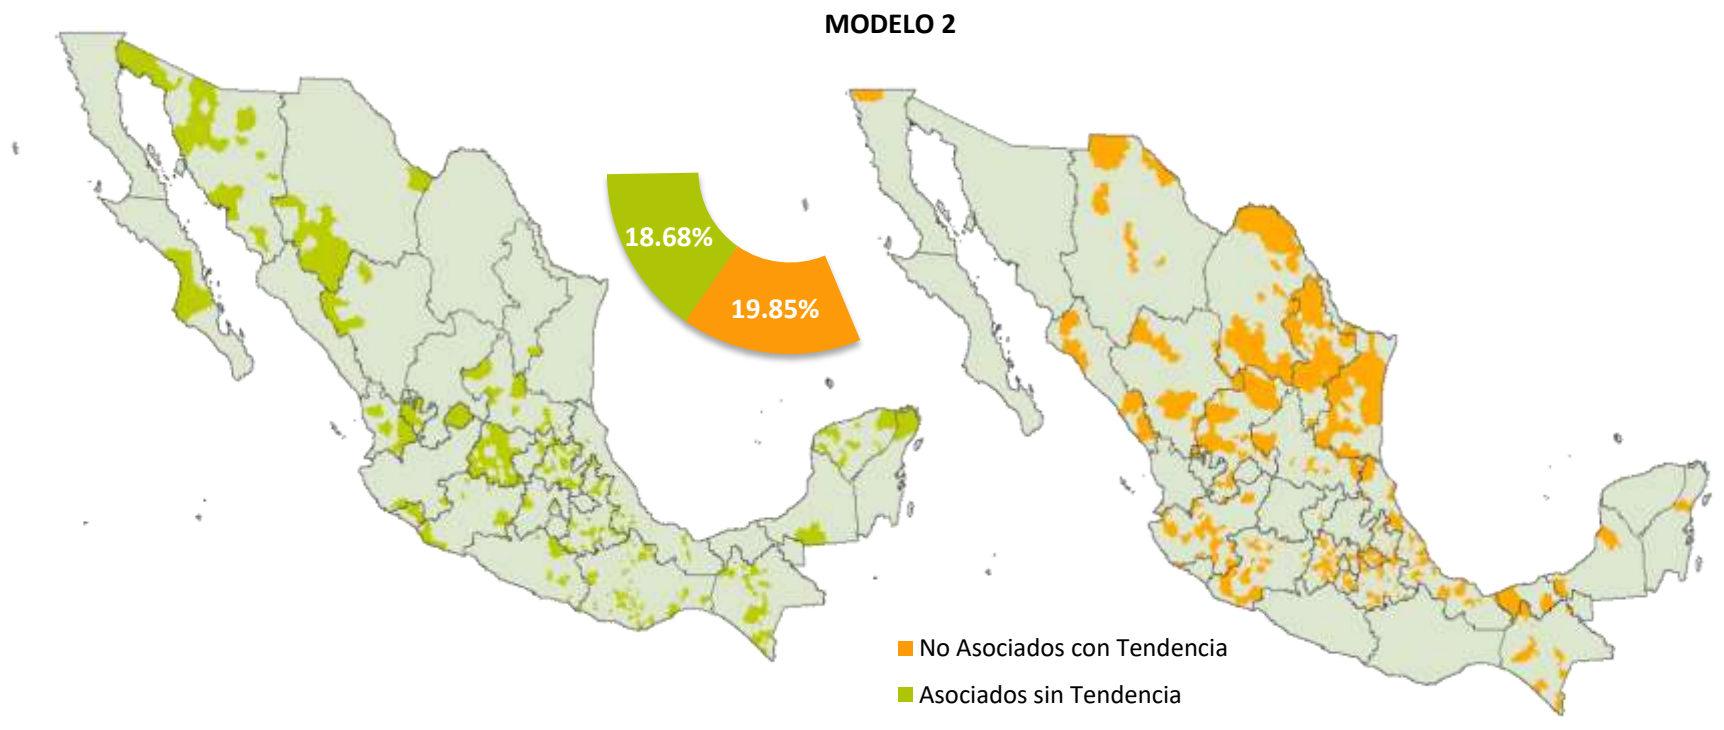 MODELO 2
18.68%
19.85%
No Asociados con Tendencia
Asociados sin Tendencia